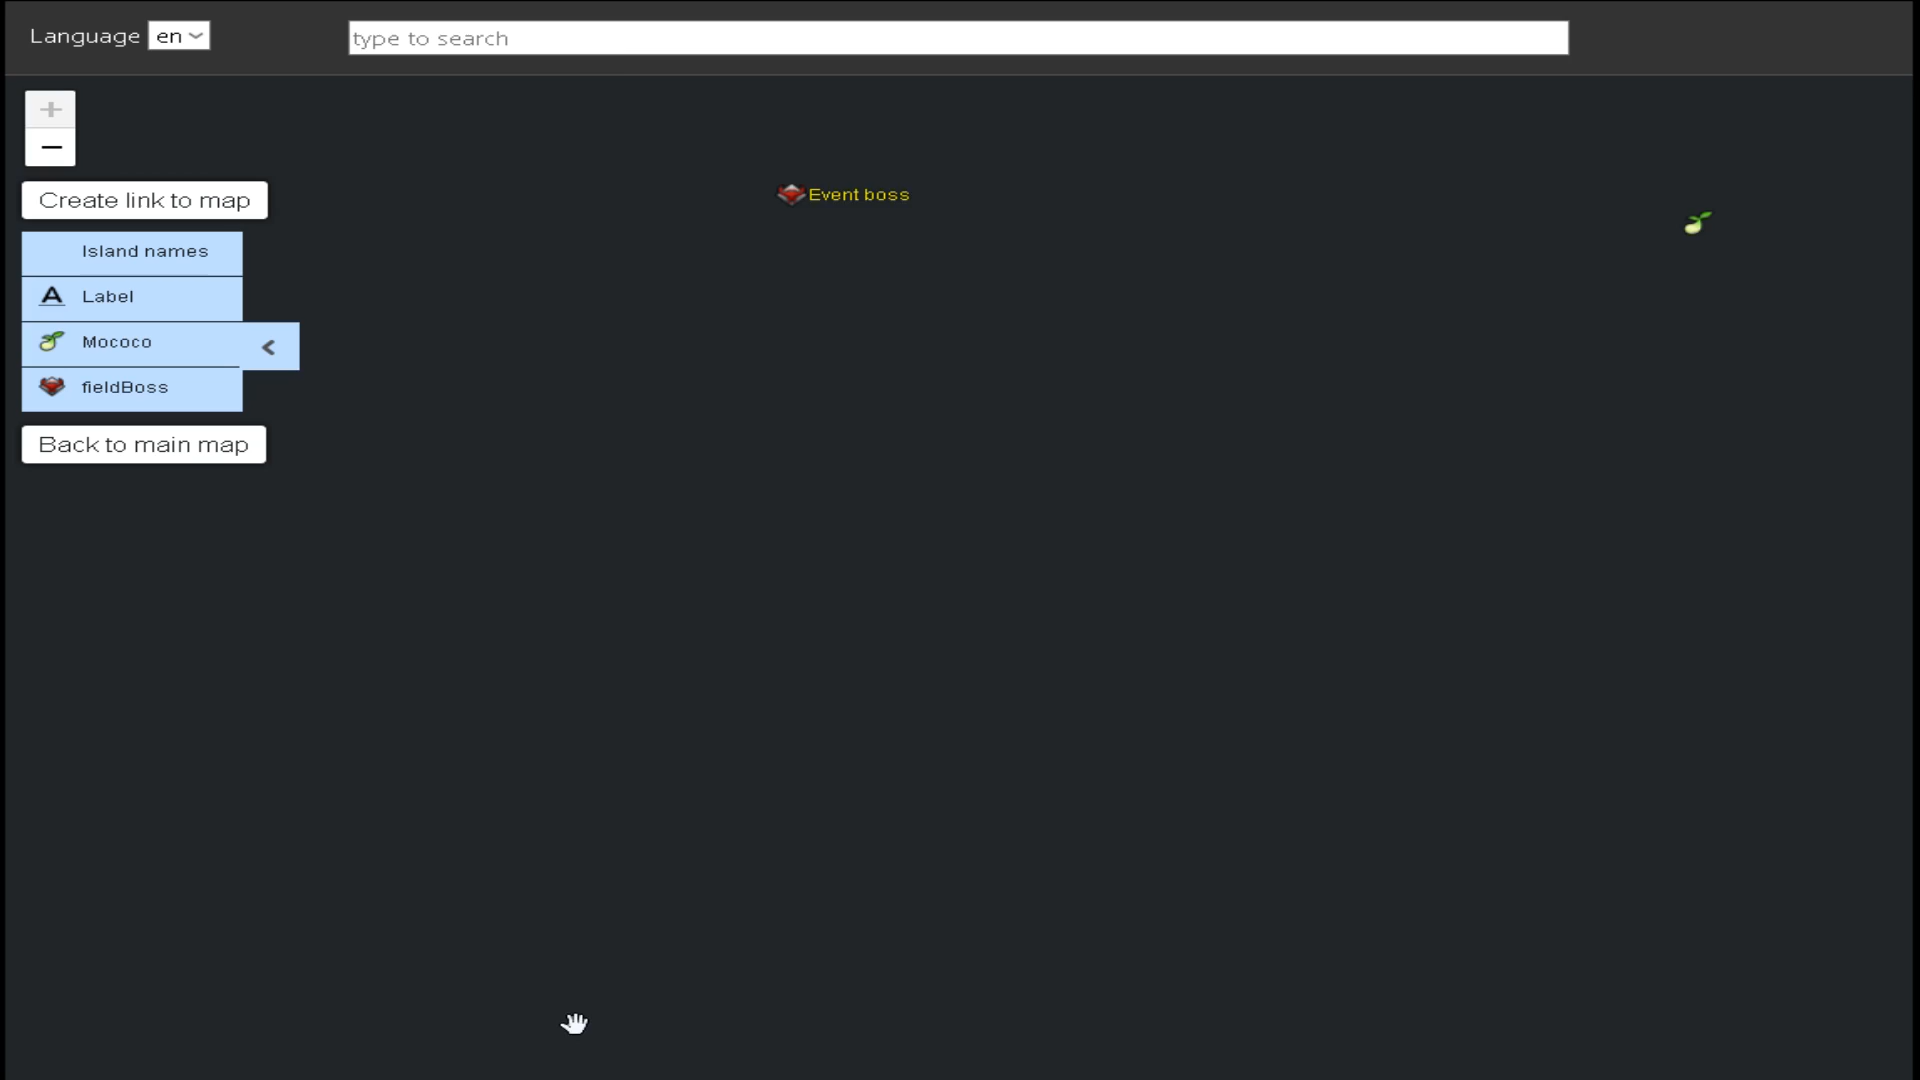 Language en
type to search
+
−
Create link to map
Event boss
Island names
A Label
Mococo
<
fieldBoss
Back to main map